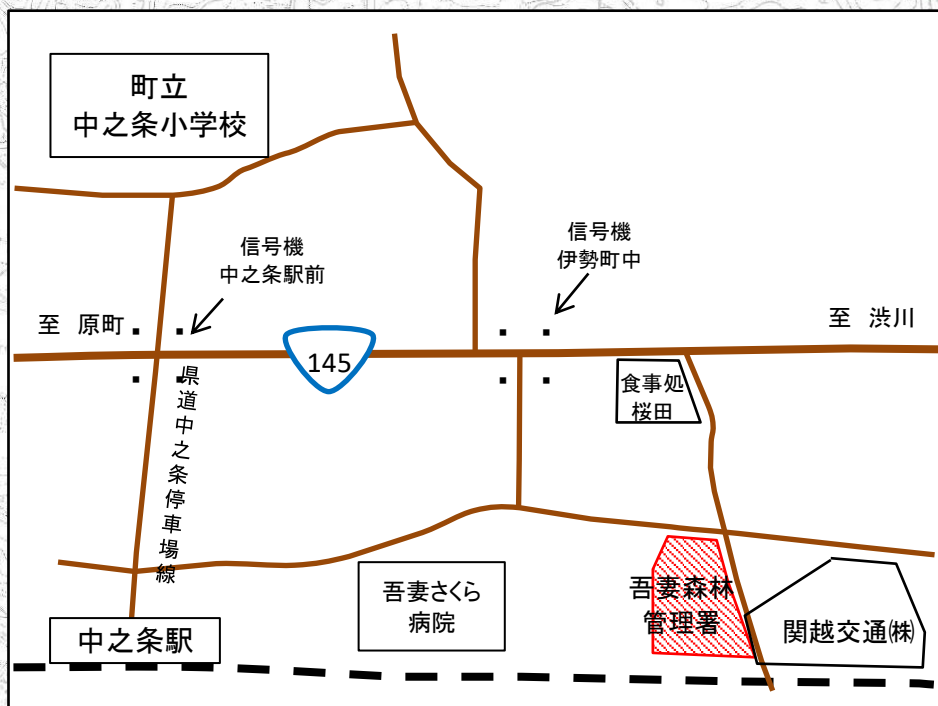 町立
中之条小学校
信号機
中之条駅前
信号機
伊勢町中
至 原町
至 渋川
145
食事処
桜田
県道中之条停車場線
吾妻さくら
病院
吾妻森林
管理署
関越交通㈱
中之条駅